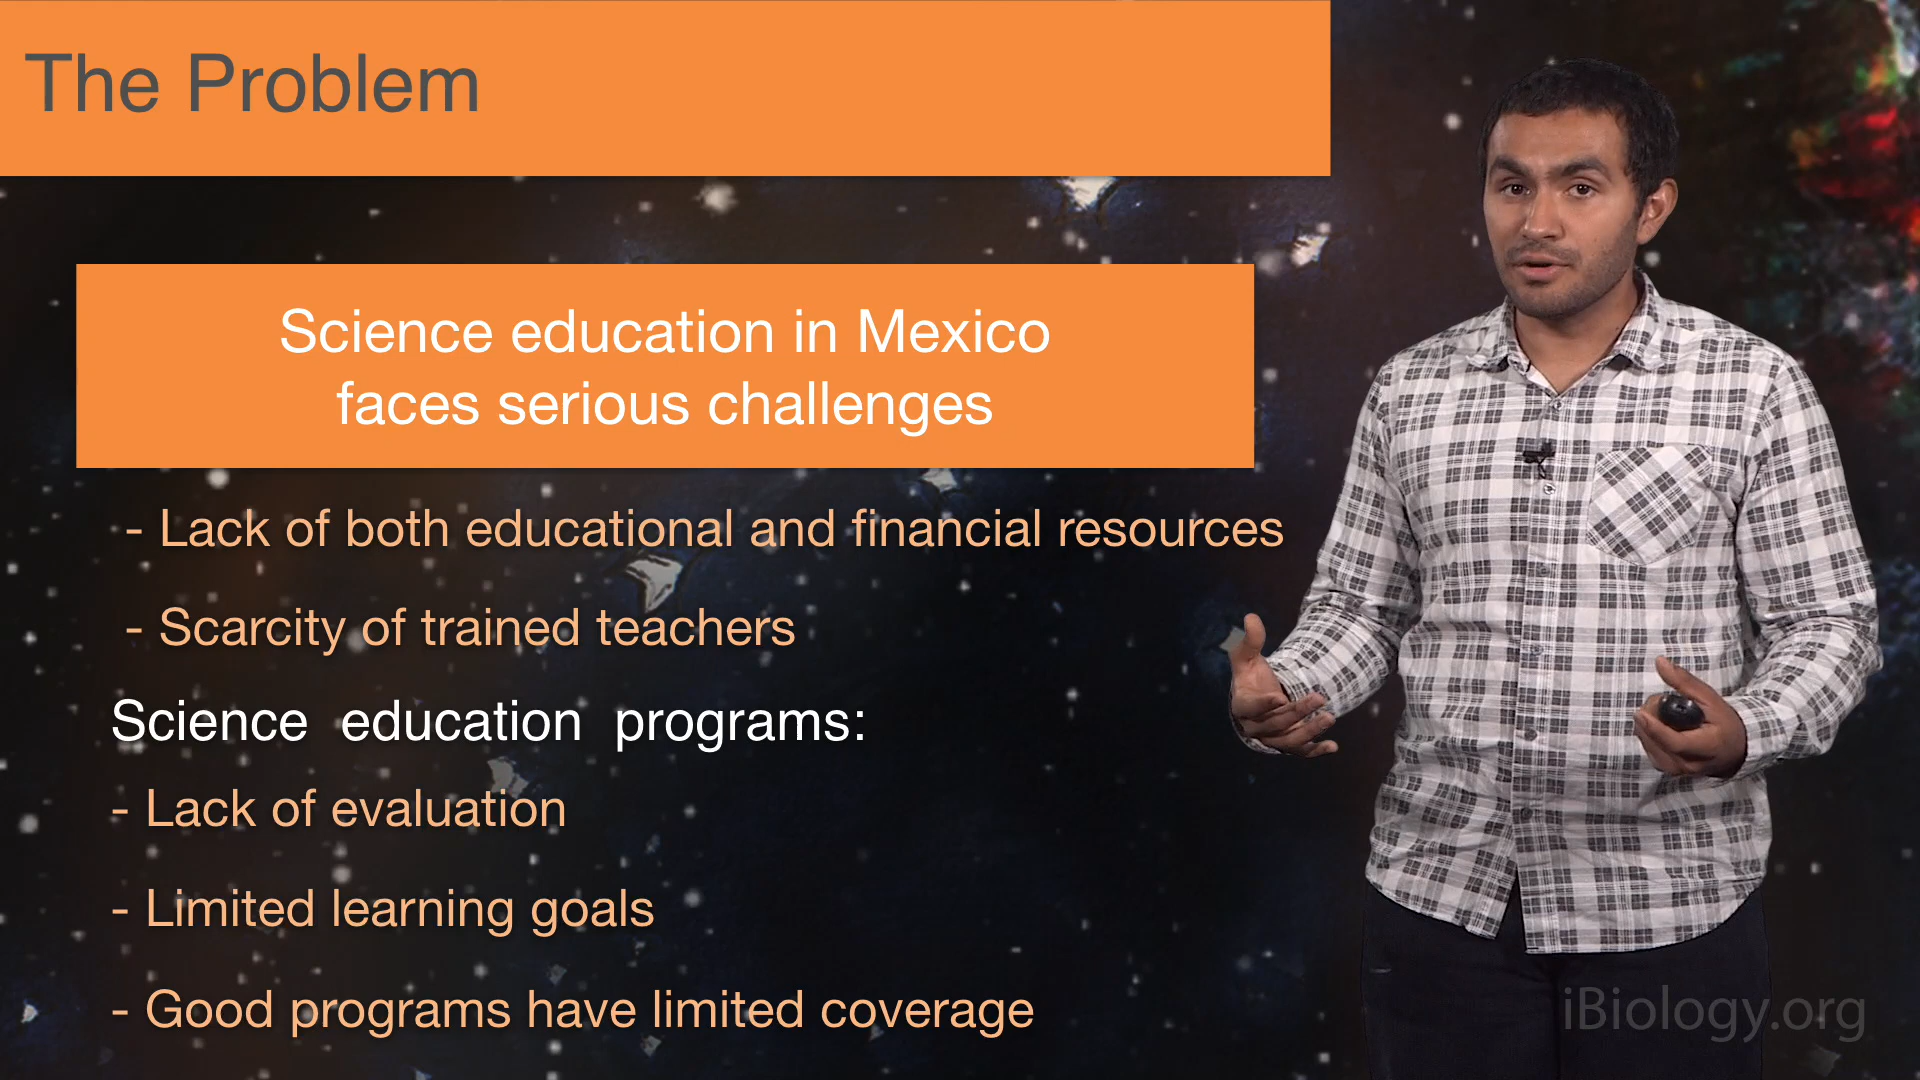 The Problem
Science education in Mexico
faces serious challenges
- Lack of both educational and financial resources
- Scarcity of trained teachers
Science education programs:
- Lack of evaluation
- Limited learning goals
- Good programs have limited coverage
iBiology.org